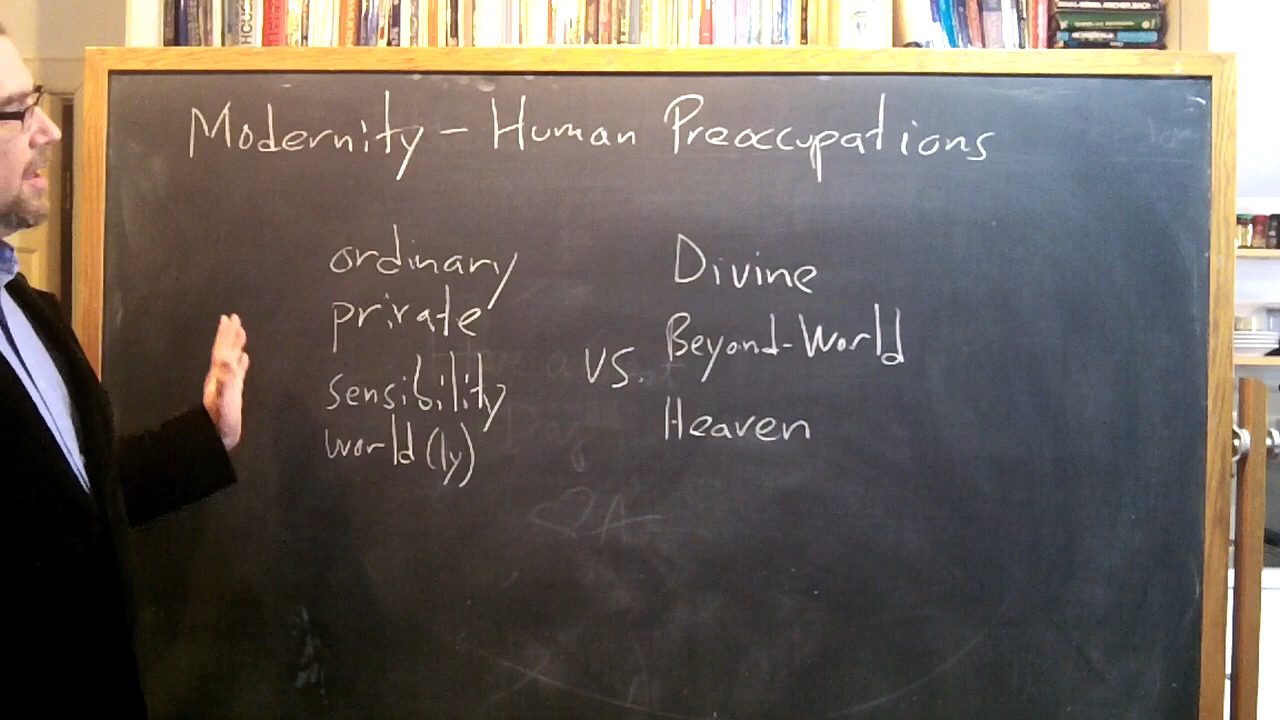 Modernity - Human Preoccupations
ordinary
private
sensibility
world(ly)
vs.
Divine
Beyond-World
Heaven